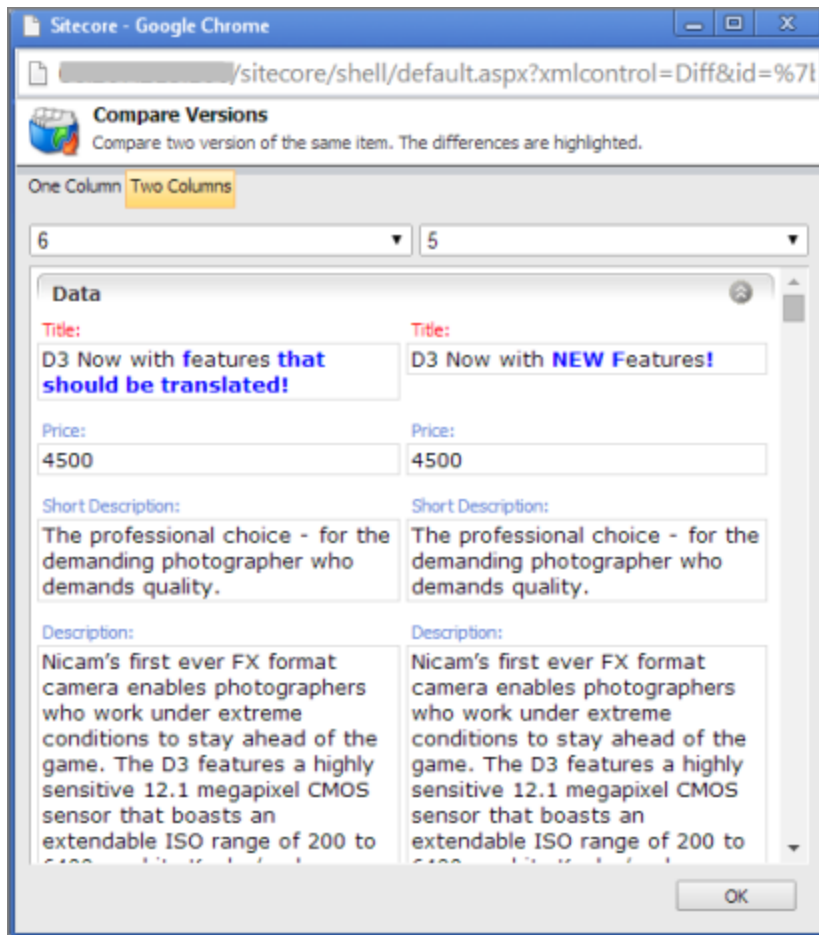 Sitecore - Google Chrome
/sitecore/shell/default.aspx?xmlcontrol=Diff&id=%7b
Compare Versions
Compare two version of the same item. The differences are highlighted.
One Column Two Columns
6 5
Data
Title: Title:
D3 Now with features that D3 Now with NEW Features!
should be translated!
Price: Price:
4500 4500
Short Description: Short Description:
The professional choice - for the The professional choice - for the
demanding photographer who demanding photographer who
demands quality. demands quality.
Description: Description:
Nicam's first ever FX format Nicam's first ever FX format
camera enables photographers camera enables photographers
who work under extreme who work under extreme
conditions to stay ahead of the conditions to stay ahead of the
game. The D3 features a highly game. The D3 features a highly
sensitive 12.1 megapixel CMOS sensitive 12.1 megapixel CMOS
sensor that boasts an sensor that boasts an
extendable ISO range of 200 to extendable ISO range of 200 to
OK